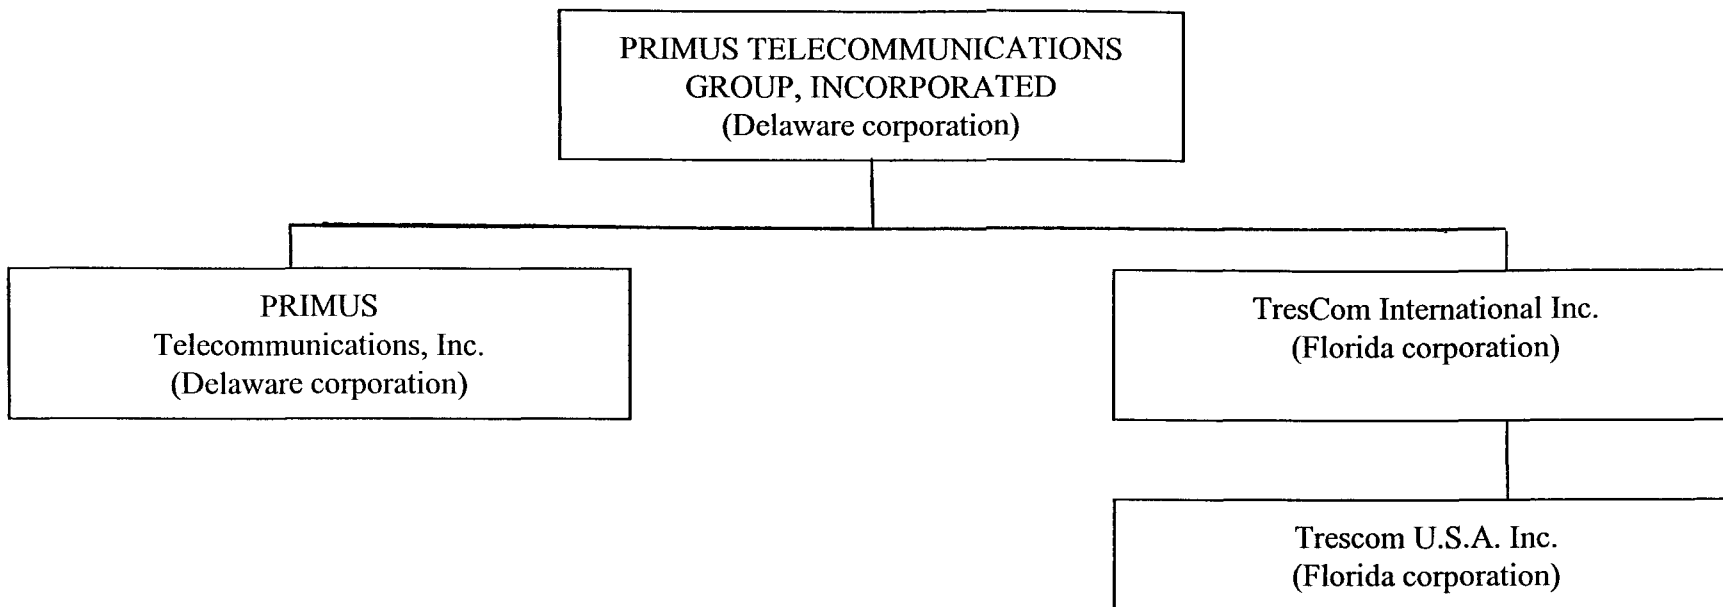 PRIMUS TELECOMMUNICATIONS
GROUP, INCORPORATED
(Delaware corporation)
PRIMUS
Telecommunications, Inc.
(Delaware corporation)
TresCom International Inc.
(Florida corporation)
Trescom U.S.A. Inc.
(Florida corporation)